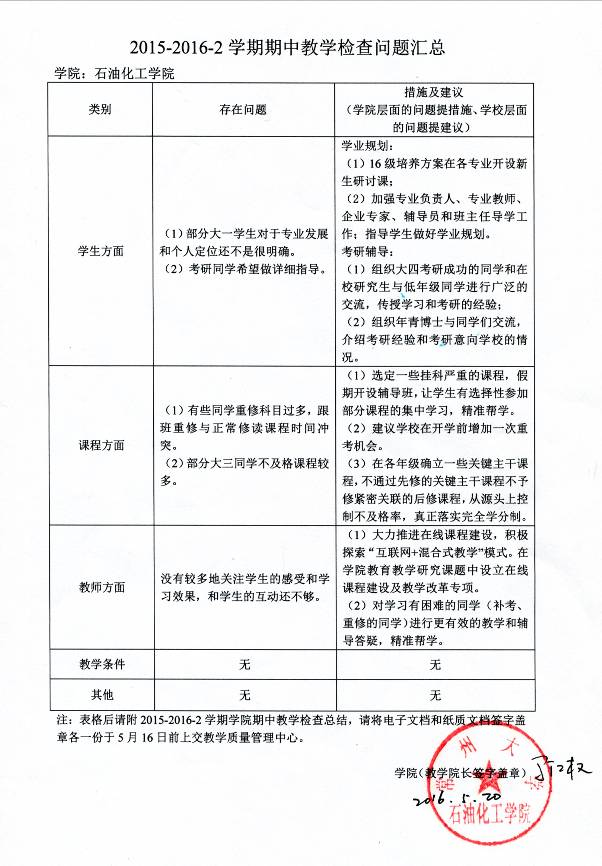 2015-2016-2 学期期中教学检查问题汇总
学院：石油化工学院
类别
存在问题
措施及建议
（学院层面的问题提措施、学校层面
的问题提建议）
学生方面
（1）部分大一学生对于专业发展
和个人定位还不是很明确。
（2）考研同学希望做详细指导。
学业规划：
（1）16 级培养方案在各专业开设新
生研讨课；
（2）加强专业负责人、专业教师、
企业专家、辅导员和班主任导学工
作；指导学生做好学业规划。
考研辅导：
（1）组织大四考研成功的同学和在
校研究生与低年级同学进行广泛的
交流，传授学习和考研的经验；
（2）组织年青博士与同学们交流，
介绍考研经验和考研意向学校的情
况。
课程方面
（1）有些同学重修科目过多，跟
班重修与正常修读课程时间冲
突。
（2）部分大三同学不及格课程较
多。
（1）选定一些挂科严重的课程，假
期开设辅导班，让学生有选择性参加
部分课程的集中学习，精准帮学。
（2）建议学校在开学前增加一次重
考机会。
（3）在各年级确立一些关键主干课
程，不通过先修的关键主干课程不予
修紧密关联的后修课程，从源头上控
制不及格率，真正落实完全学分制。
教师方面
没有较多地关注学生的感受和学
习效果，和学生的互动还不够。
（1）大力推进在线课程建设，积极
探索“互联网+混合式教学”模式。在
学院教育教学研究课题中设立在线
课程建设及教学改革专项。
（2）对学习有困难的同学（补考、
重修的同学）进行更有效的教学和辅
导答疑，精准帮学。
教学条件
无
无
其他
无
无
注：表格后请附 2015-2016-2 学期学院期中教学检查总结，请将电子文档和纸质文档签字盖
章各一份于 5 月 16 日前上交教学质量管理中心。
学院（教学院长签字盖章）
2016.5.20
常州大学
石油化工学院